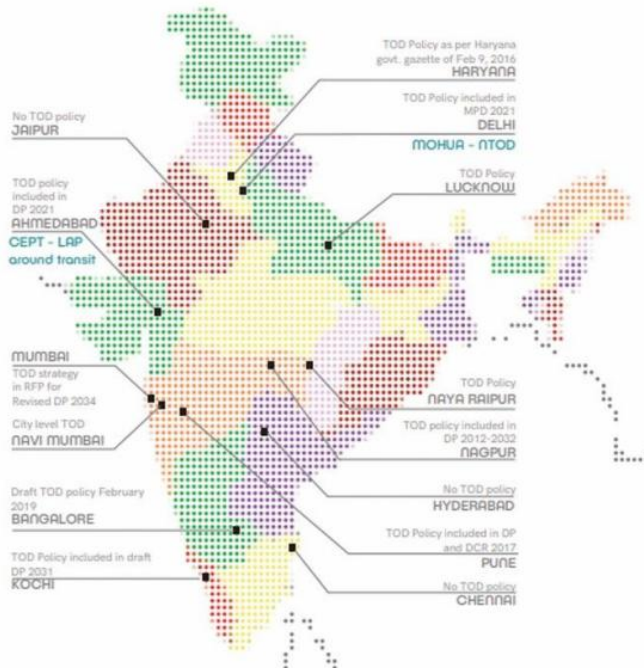 TOD Policy as per Haryana
govt. gazette of Feb 9, 2016
HARYANA
TOD Policy included in
MPD 2021
DELHI
MOHUA - NTOD
TOD Policy
LUCKNOW
No TOD policy
JAIPUR
TOD policy
included in
DP 2021
AHMEDABAD
CEPT - LAP
around transit
MUMBAI
TOD strategy
in RFP for
Revised DP 2034
City level TOD
NAVI MUMBAI
Draft TOD policy February
2019
BANGALORE
TOD Policy included in draft
DP 2031
KOCHI
TOD Policy
NAYA RAIPUR
TOD policy included in
DP 2012-2032
NAGPUR
No TOD policy
HYDERABAD
TOD Policy included in DP
and DCR 2017
PUNE
No TOD policy
CHENNAI